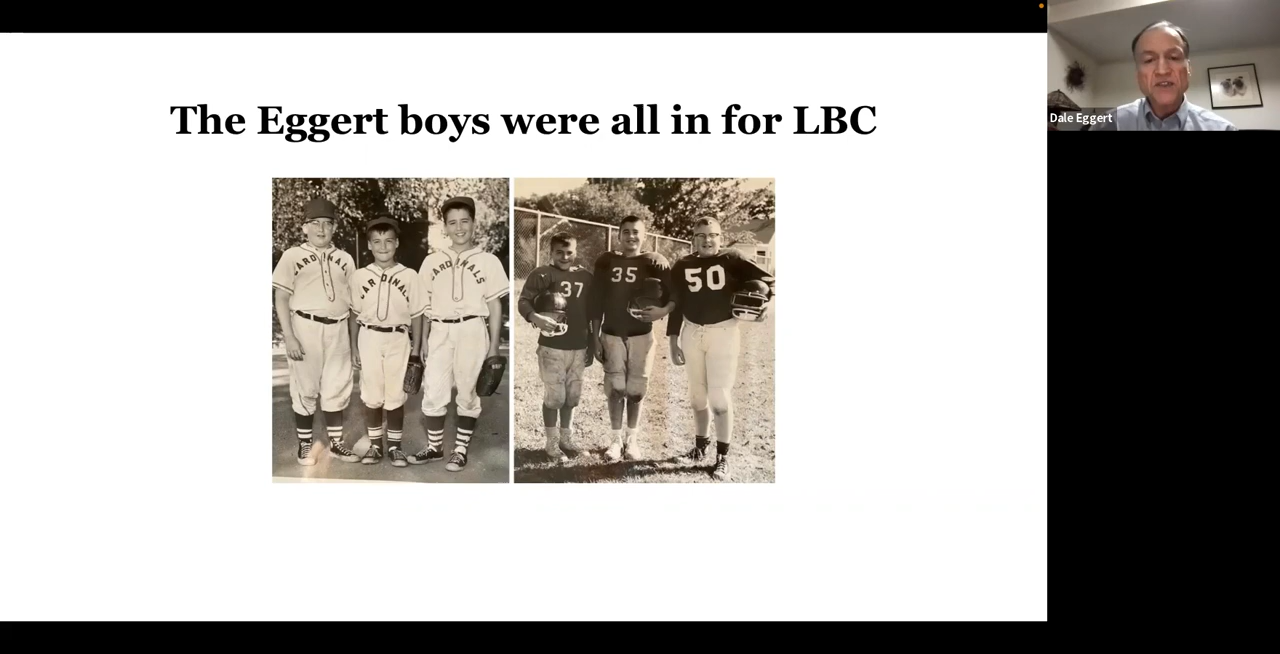 The Eggert boys were all in for LBC
CARDINALS
CARDINALS
CARDINALS
37
35
50
Dale Eggert